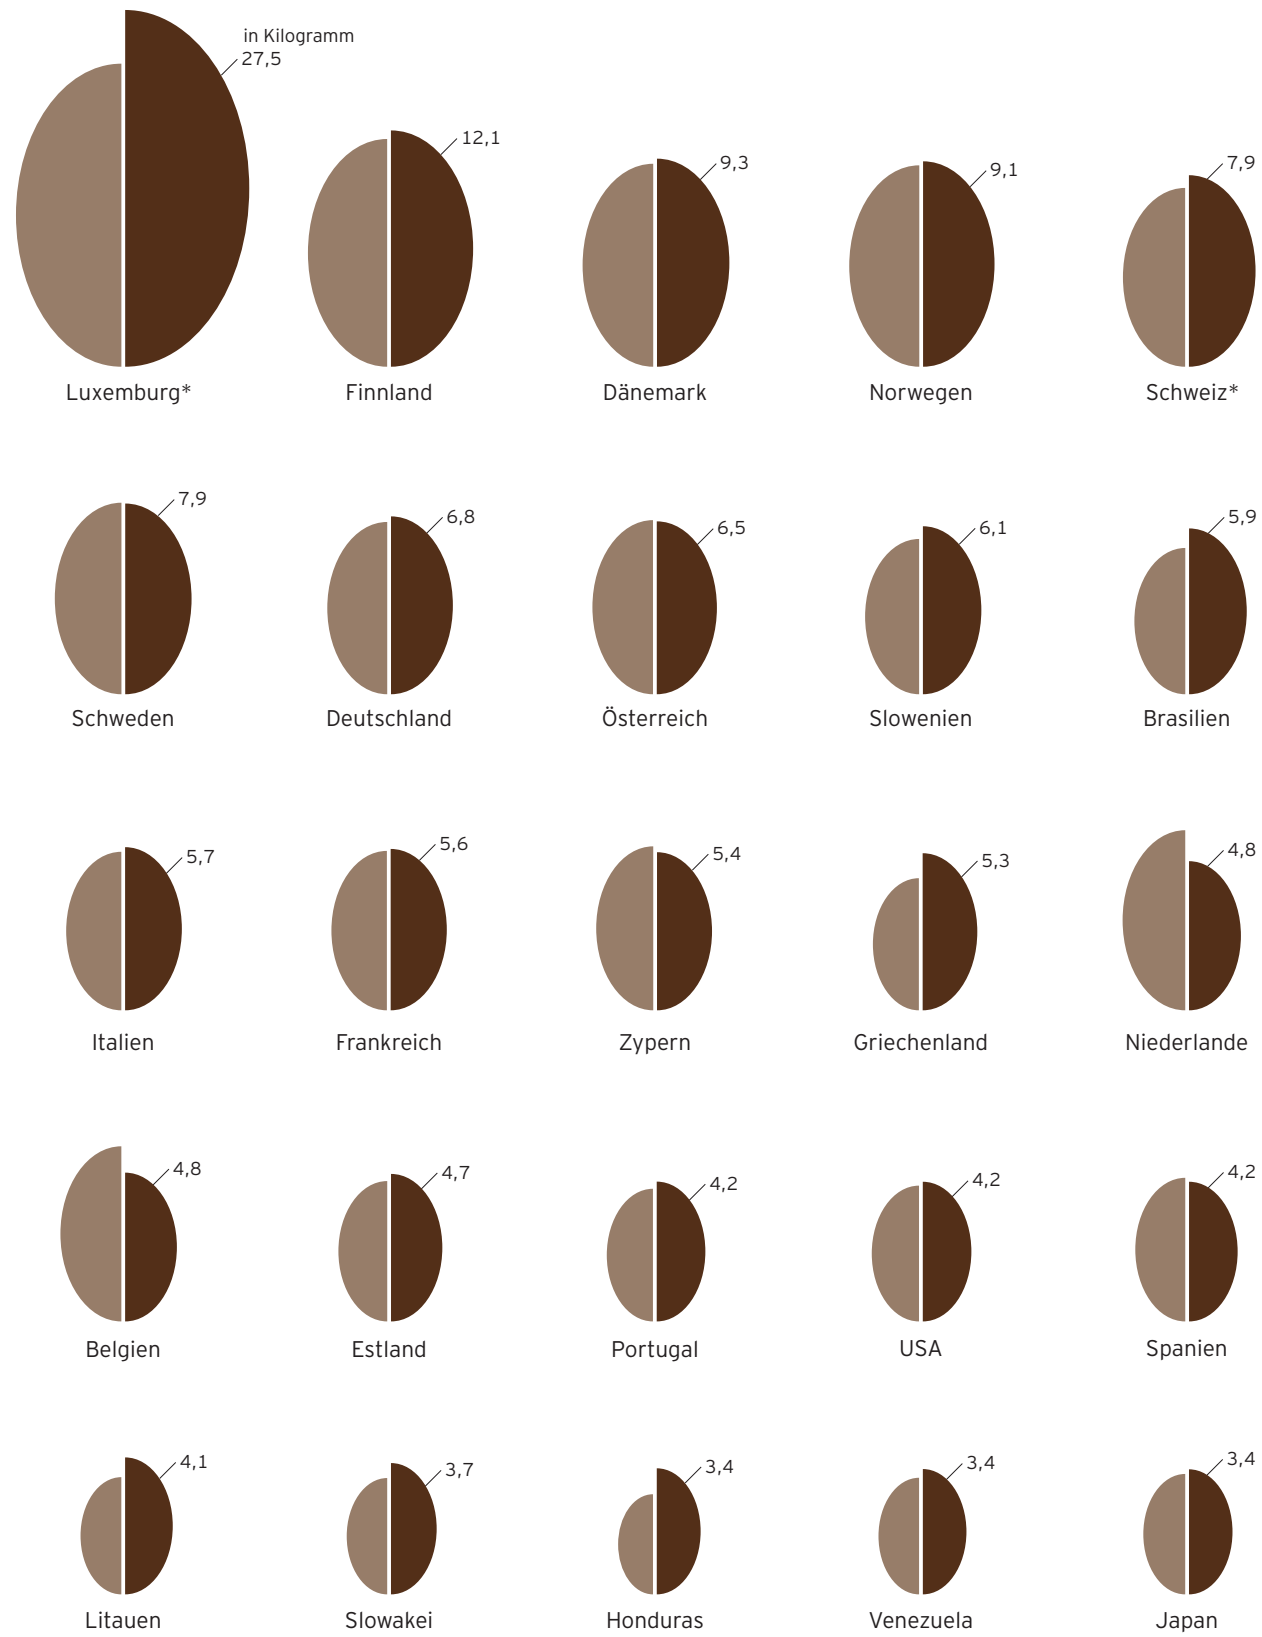 in Kilogramm
27,5
12,1
9,3
9,1
7,9
Luxemburg*
Finnland
Dänemark
Norwegen
Schweiz*
7,9
6,8
6,5
6,1
5,9
Schweden
Deutschland
Österreich
Slowenien
Brasilien
5,7
5,6
5,4
5,3
4,8
Italien
Frankreich
Zypern
Griechenland
Niederlande
4,8
4,7
4,2
4,2
4,2
Belgien
Estland
Portugal
USA
Spanien
4,1
3,7
3,4
3,4
3,4
Litauen
Slowakei
Honduras
Venezuela
Japan